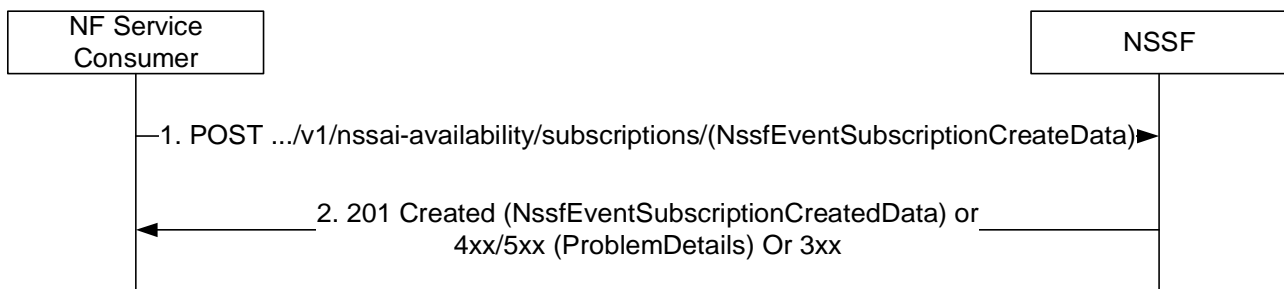 NF Service
Consumer
NSSF
1. POST .../v1/nssai-availability/subscriptions/(NssfEventSubscriptionCreateData)
2. 201 Created (NssfEventSubscriptionCreatedData) or
4xx/5xx (ProblemDetails) Or 3xx